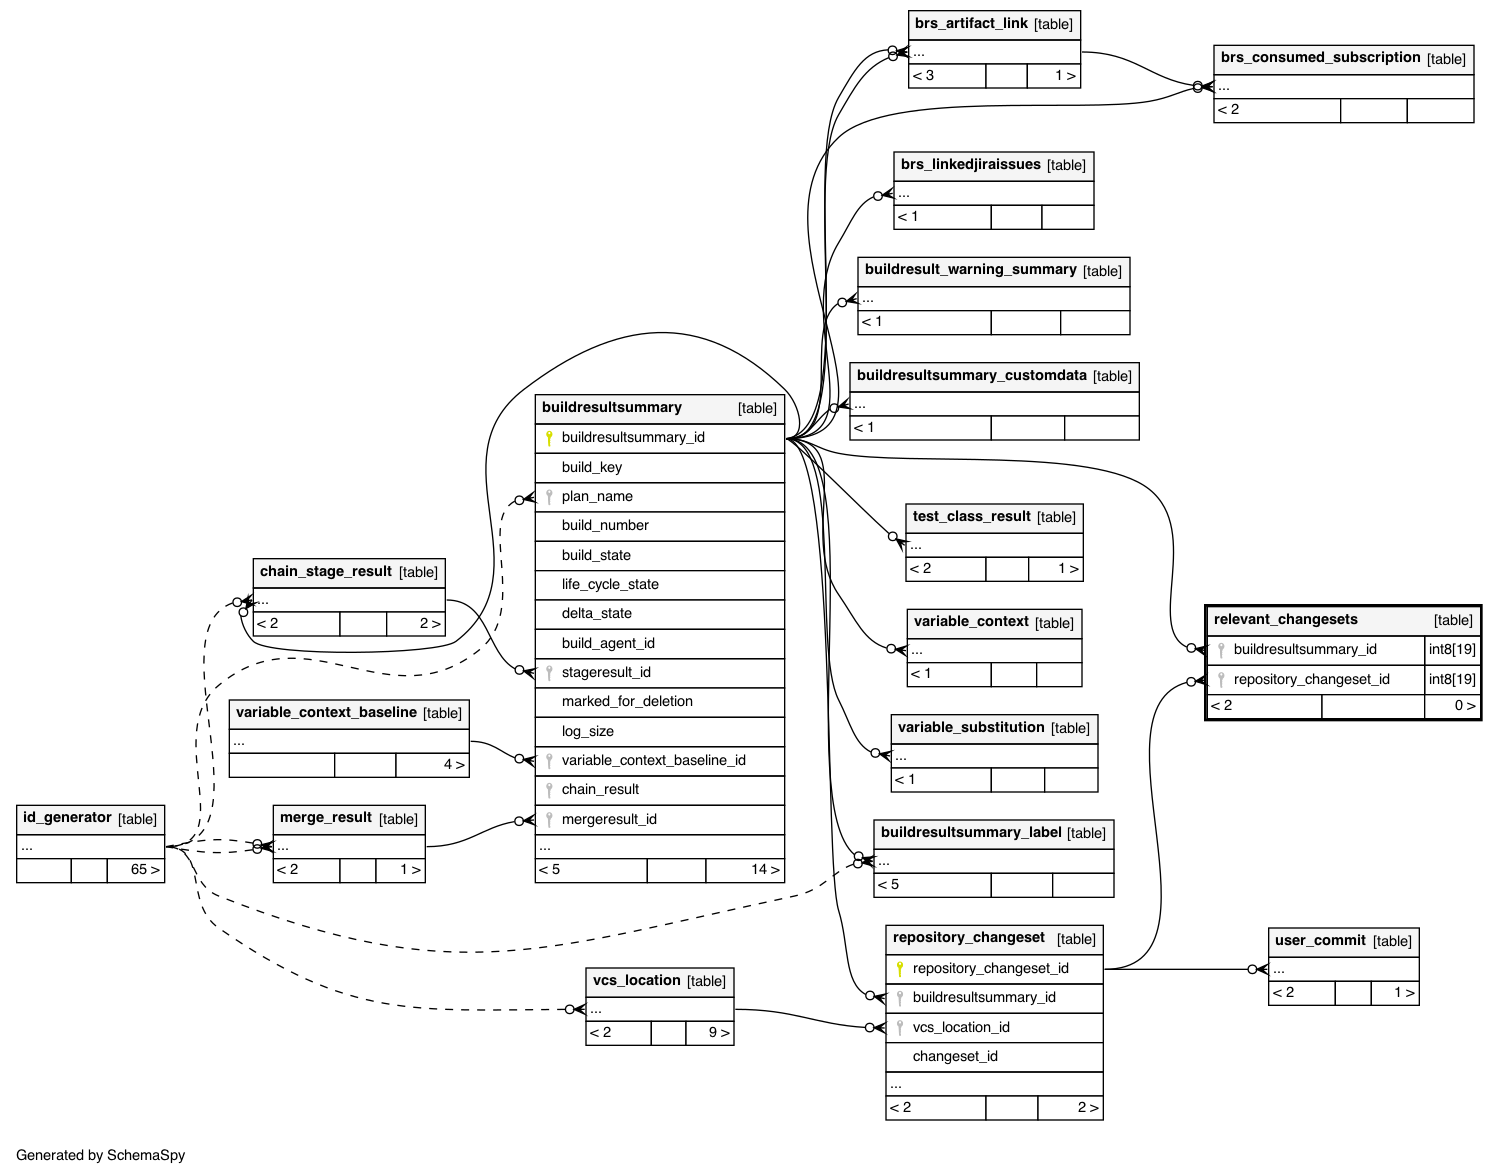 brs_artifact_link [table]
...
< 3 1 >
brs_consumed_subscription [table]
...
< 2
brs_linkedjiraissues [table]
...
< 1
buildresult_warning_summary [table]
...
< 1
buildresultsummary_customdata [table]
...
< 1
buildresultsummary [table]
buildresultsummary_id
build_key
plan_name
build_number
build_state
life_cycle_state
delta_state
build_agent_id
stageresult_id
marked_for_deletion
log_size
variable_context_baseline_id
chain_result
mergeresult_id
...
< 5 14 >
test_class_result [table]
...
< 2 1 >
chain_stage_result [table]
...
< 2 2 >
variable_context [table]
...
< 1
relevant_changesets [table]
buildresultsummary_id int8[19]
repository_changeset_id int8[19]
< 2 0 >
variable_context_baseline [table]
...
4 >
variable_substitution [table]
...
< 1
id_generator [table]
...
65 >
merge_result [table]
...
< 2 1 >
buildresultsummary_label [table]
...
< 5
repository_changeset [table]
repository_changeset_id
buildresultsummary_id
vcs_location_id
changeset_id
...
< 2 2 >
user_commit [table]
...
< 2 1 >
vcs_location [table]
...
< 2 9 >
Generated by SchemaSpy